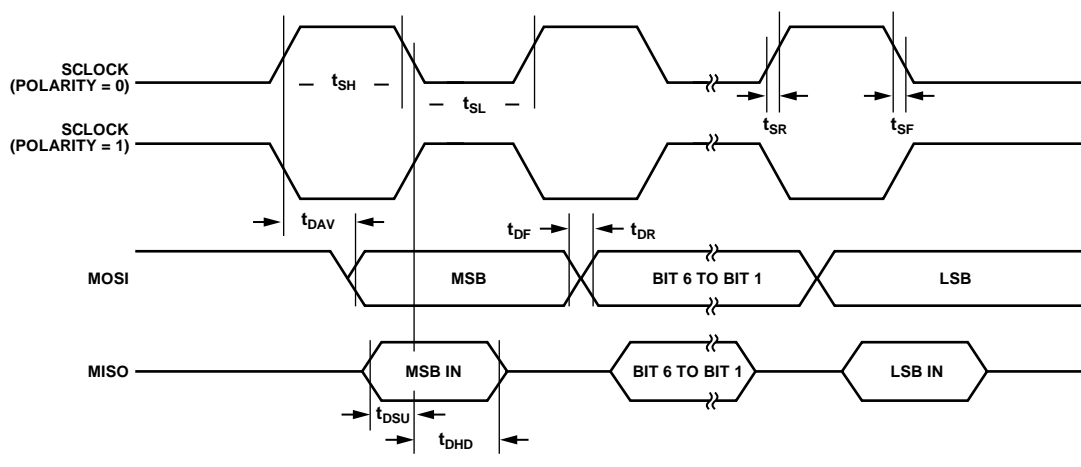 SCLOCK
(POLARITY = 0)
tSH
tSL
tSR
tSF
SCLOCK
(POLARITY = 1)
tDAV
tDF
tDR
MOSI
MSB
BIT 6 TO BIT 1
LSB
MISO
MSB IN
BIT 6 TO BIT 1
LSB IN
tDSU
tDHD